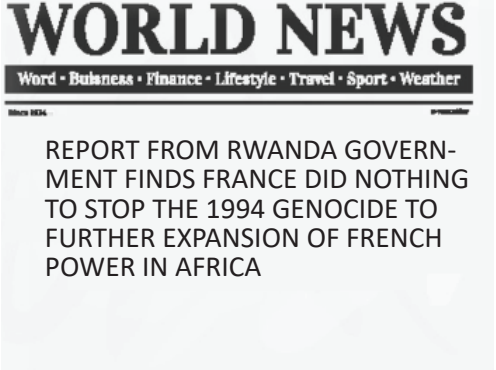 WORLD NEWS
Word • Buisness • Finance • Lifestyle • Travel • Sport • Weather
REPORT FROM RWANDA GOVERN-
MENT FINDS FRANCE DID NOTHING
TO STOP THE 1994 GENOCIDE TO
FURTHER EXPANSION OF FRENCH
POWER IN AFRICA